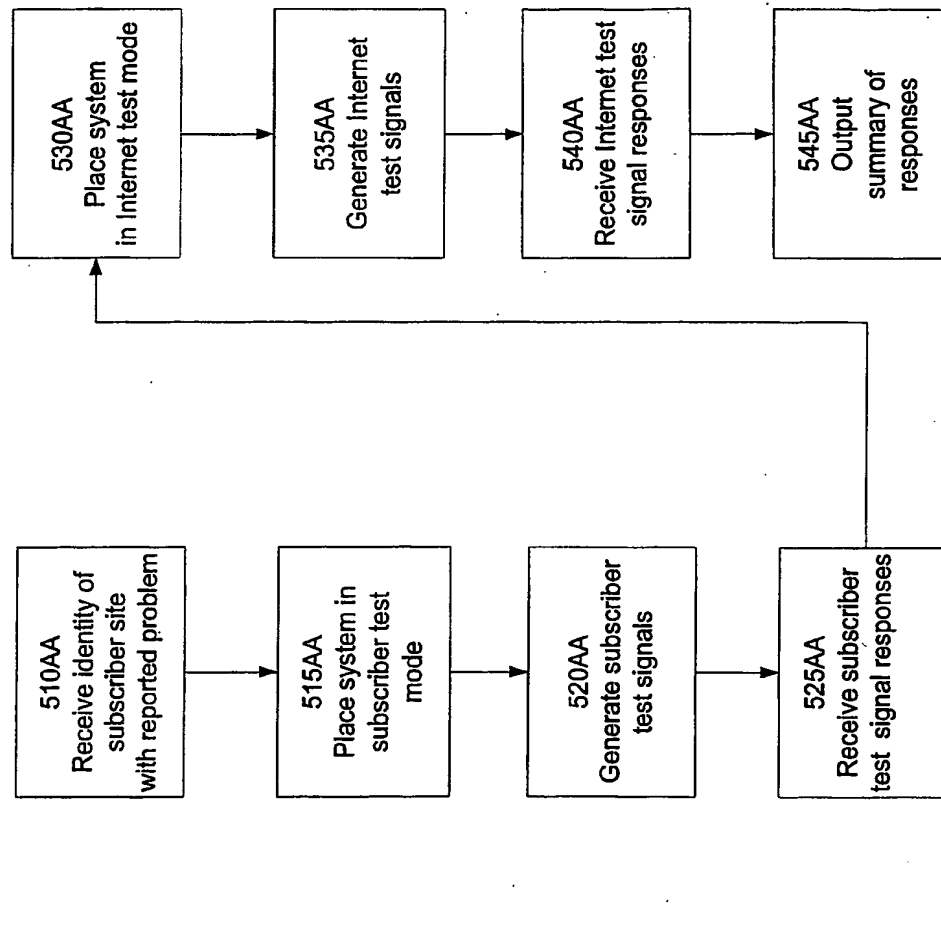 510AA
Receive identity of
subscriber site
with reported problem
515AA
Place system in
subscriber test
mode
520AA
Generate subscriber
test signals
525AA
Receive subscriber
test signal responses
530AA
Place system
in Internet test mode
535AA
Generate Internet
test signals
540AA
Receive Internet test
signal responses
545AA
Output
summary of
responses